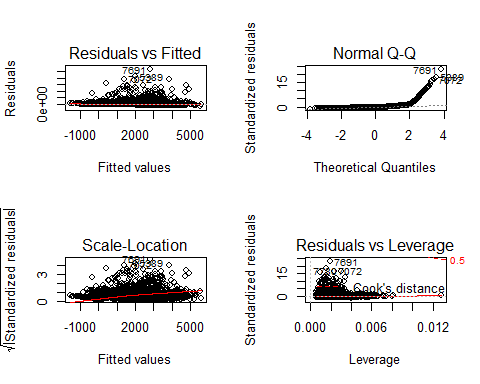 Residuals vs Fitted
Residuals
0e+00
7691
5389
-1000
2000
5000
Fitted values
Normal Q-Q
Standardized residuals
0
15
7691
-4
-2
0
2
4
Theoretical Quantiles
Scale-Location
√|Standardized residuals|
0
3
-1000
2000
5000
Fitted values
Residuals vs Leverage
Standardized residuals
0
15
7691
7072
Cook's distance
0.5
0.000
0.006
0.012
Leverage